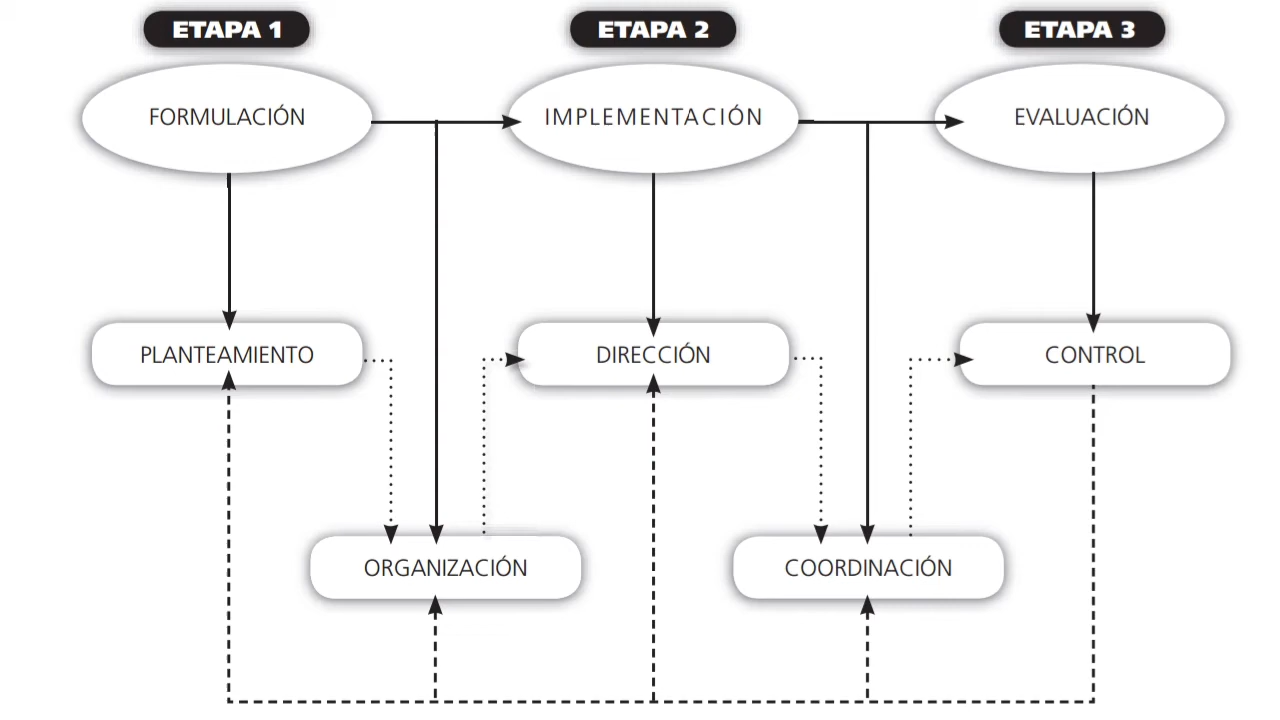 ETAPA 1
ETAPA 2
ETAPA 3
FORMULACIÓN
IMPLEMENTACIÓN
EVALUACIÓN
PLANTEAMIENTO
DIRECCIÓN
CONTROL
ORGANIZACIÓN
COORDINACIÓN